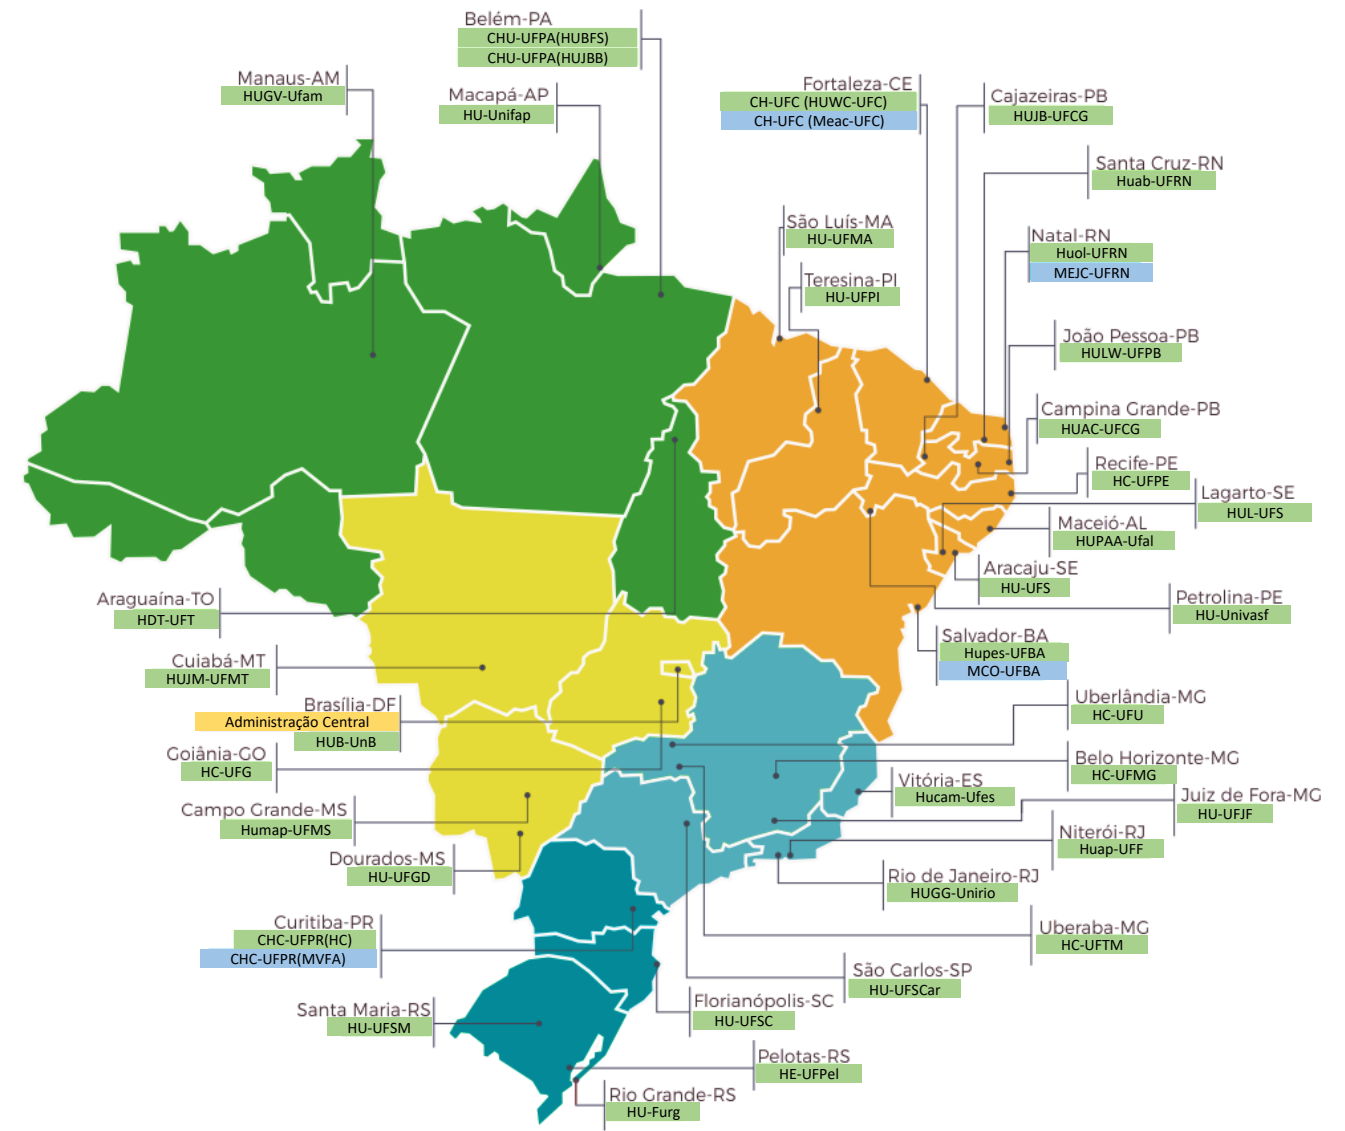 Belém-PA
CHU-UFPA(HUBFS)
CHU-UFPA(HUJBB)
Manaus-AM
HUGV-Ufam
Macapá-AP
HU-Unifap
Fortaleza-CE
CH-UFC (HUWC-UFC)
CH-UFC (Meac-UFC)
Cajazeiras-PB
HUJB-UFCG
Santa Cruz-RN
Huab-UFRN
São Luís-MA
HU-UFMA
Natal-RN
Huol-UFRN
MEJC-UFRN
Teresina-PI
HU-UFPI
João Pessoa-PB
HULW-UFPB
Campina Grande-PB
HUAC-UFCG
Recife-PE
HC-UFPE
Lagarto-SE
HUL-UFS
Maceió-AL
HUPAA-Ufal
Aracaju-SE
HU-UFS
Petrolina-PE
HU-Univasf
Araguaína-TO
HDT-UFT
Salvador-BA
Hupes-UFBA
MCO-UFBA
Cuiabá-MT
HUJM-UFMT
Uberlândia-MG
HC-UFU
Brasília-DF
Administração Central
HUB-UnB
Goiânia-GO
HC-UFG
Belo Horizonte-MG
HC-UFMG
Vitória-ES
Hucam-Ufes
Juiz de Fora-MG
HU-UFJF
Campo Grande-MS
Humap-UFMS
Niterói-RJ
Huap-UFF
Dourados-MS
HU-UFGD
Rio de Janeiro-RJ
HUGG-Unirio
Curitiba-PR
CHC-UFPR(HC)
CHC-UFPR(MVFA)
Uberaba-MG
HC-UFTM
São Carlos-SP
HU-UFSCar
Santa Maria-RS
HU-UFSM
Florianópolis-SC
HU-UFSC
Pelotas-RS
HE-UFPel
Rio Grande-RS
HU-Furg